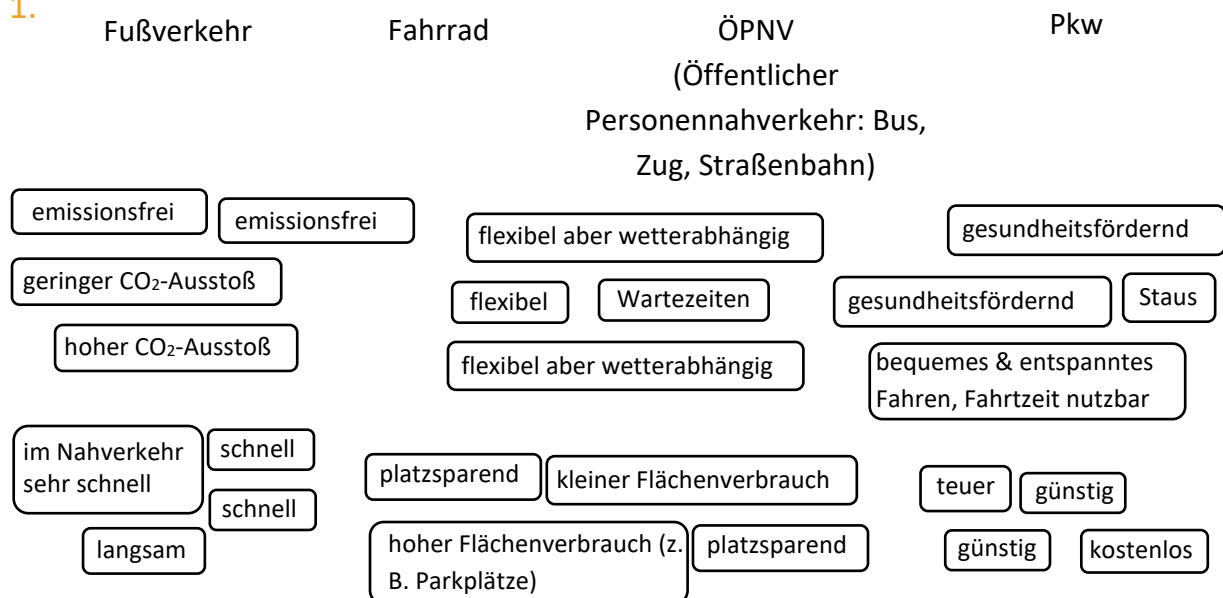 1.
Fußverkehr
Fahrrad
ÖPNV
(Öffentlicher
Personennahverkehr: Bus,
Zug, Straßenbahn)
Pkw
emissionsfrei
emissionsfrei
flexibel aber wetterabhängig
gesundheitsfördernd
geringer CO₂-Ausstoß
flexibel
Wartezeiten
gesundheitsfördernd
Staus
hoher CO₂-Ausstoß
flexibel aber wetterabhängig
bequemes & entspanntes
Fahren, Fahrtzeit nutzbar
im Nahverkehr
sehr schnell
schnell
schnell
langsam
platzsparend
kleiner Flächenverbrauch
hoher Flächenverbrauch (z.
B. Parkplätze)
platzsparend
teuer
günstig
günstig
kostenlos